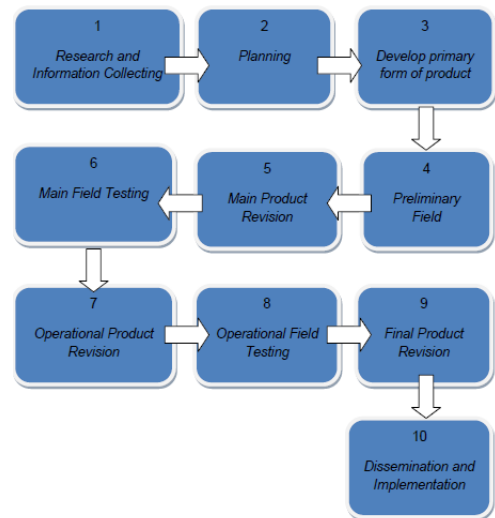 1
Research and
Information Collecting
2
Planning
3
Develop primary
form of product
4
Preliminary
Field
5
Main Product
Revision
6
Main Field Testing
7
Operational Product
Revision
8
Operational Field
Testing
9
Final Product
Revision
10
Dissemination and
Implementation